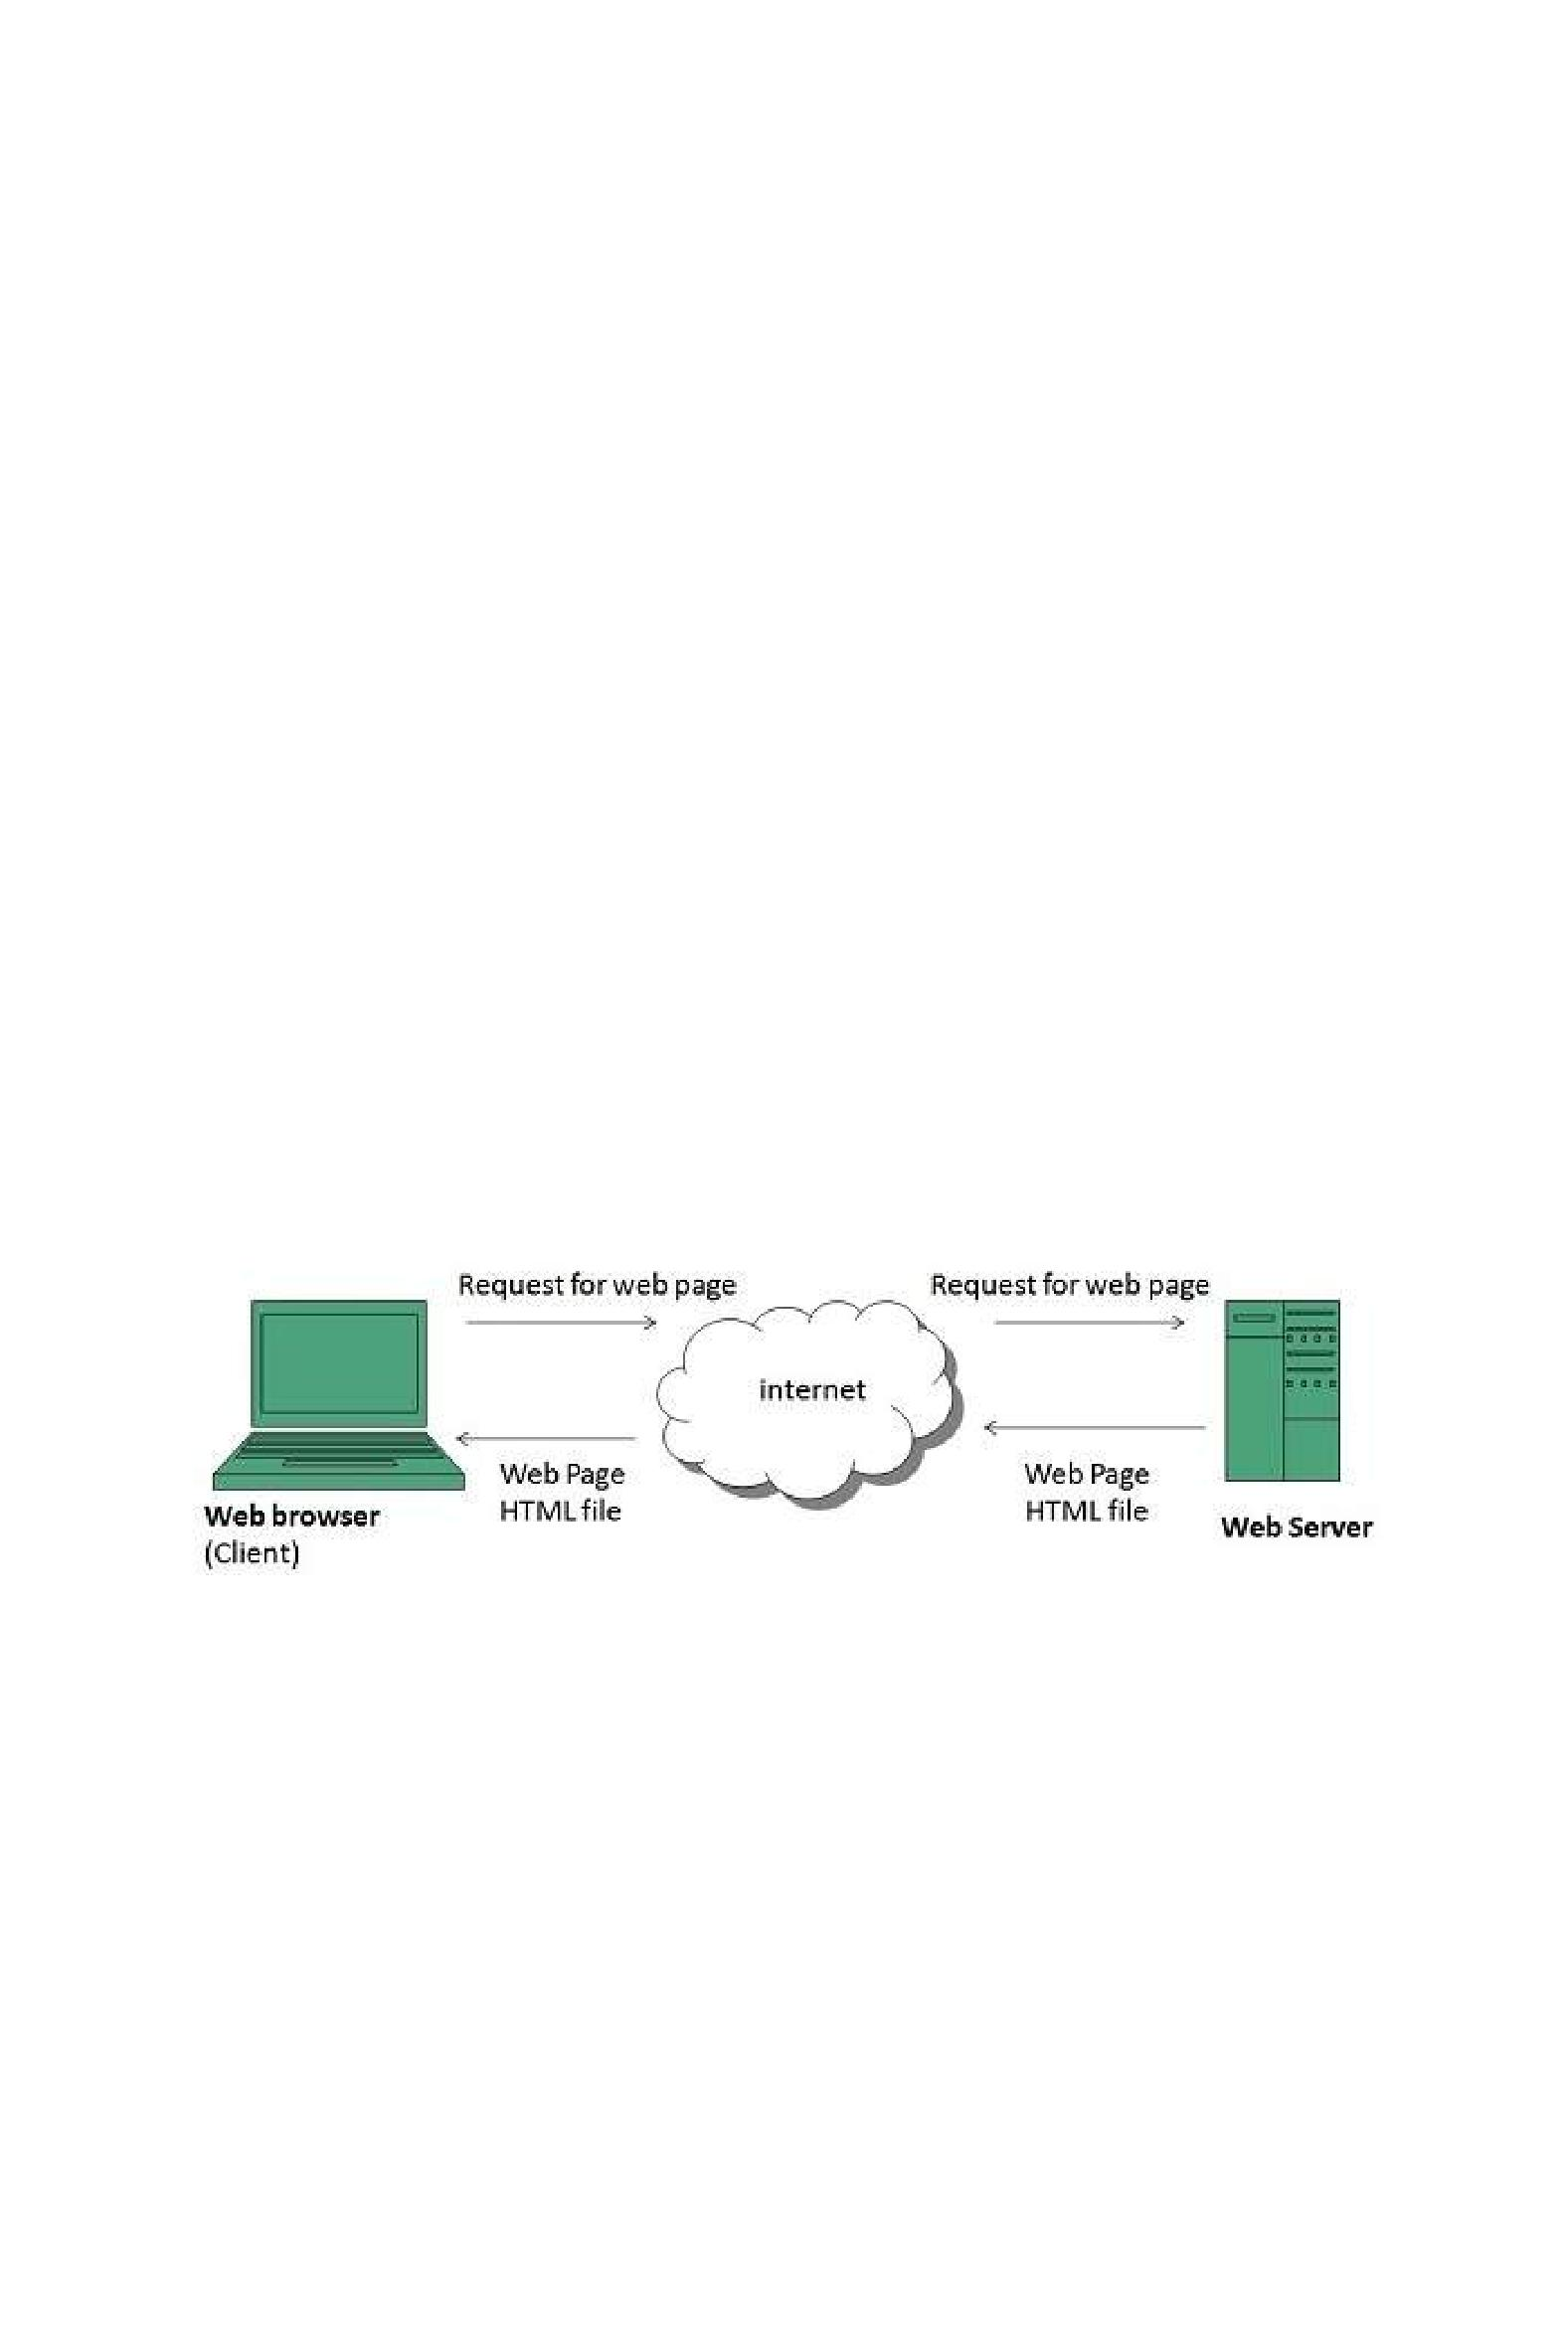 Request for web page
Request for web page
internet
Web Page
HTML file
Web Page
HTML file
Web browser
(Client)
Web Server